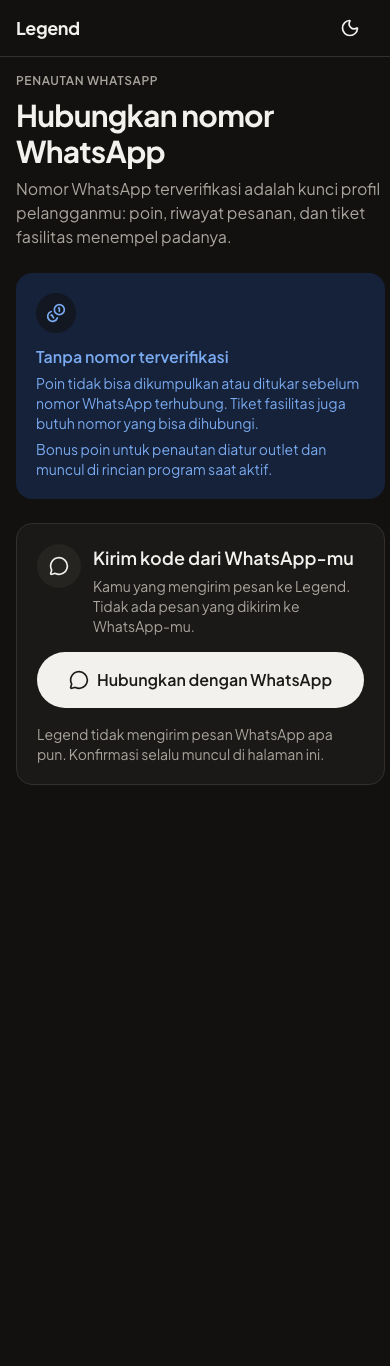 Legend
PENAUTAN WHATSAPP
Hubungkan nomor
WhatsApp
Nomor WhatsApp terverifikasi adalah kunci profil
pelangganmu: poin, riwayat pesanan, dan tiket
fasilitas menempel padanya.
Tanpa nomor terverifikasi
Poin tidak bisa dikumpulkan atau ditukar sebelum
nomor WhatsApp terhubung. Tiket fasilitas juga
butuh nomor yang bisa dihubungi.
Bonus poin untuk penautan diatur outlet dan
muncul di rincian program saat aktif.
Kirim kode dari WhatsApp-mu
Kamu yang mengirim pesan ke Legend.
Tidak ada pesan yang dikirim ke
WhatsApp-mu.
Hubungkan dengan WhatsApp
Legend tidak mengirim pesan WhatsApp apa
pun. Konfirmasi selalu muncul di halaman ini.